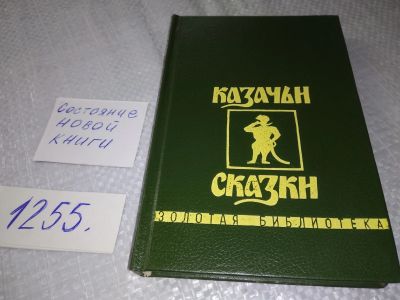 состояние
новой
книги
1255.
КАЗАЧЬИ
СКАЗКИ
ЗОЛОТАЯ БИБЛИОТЕКА